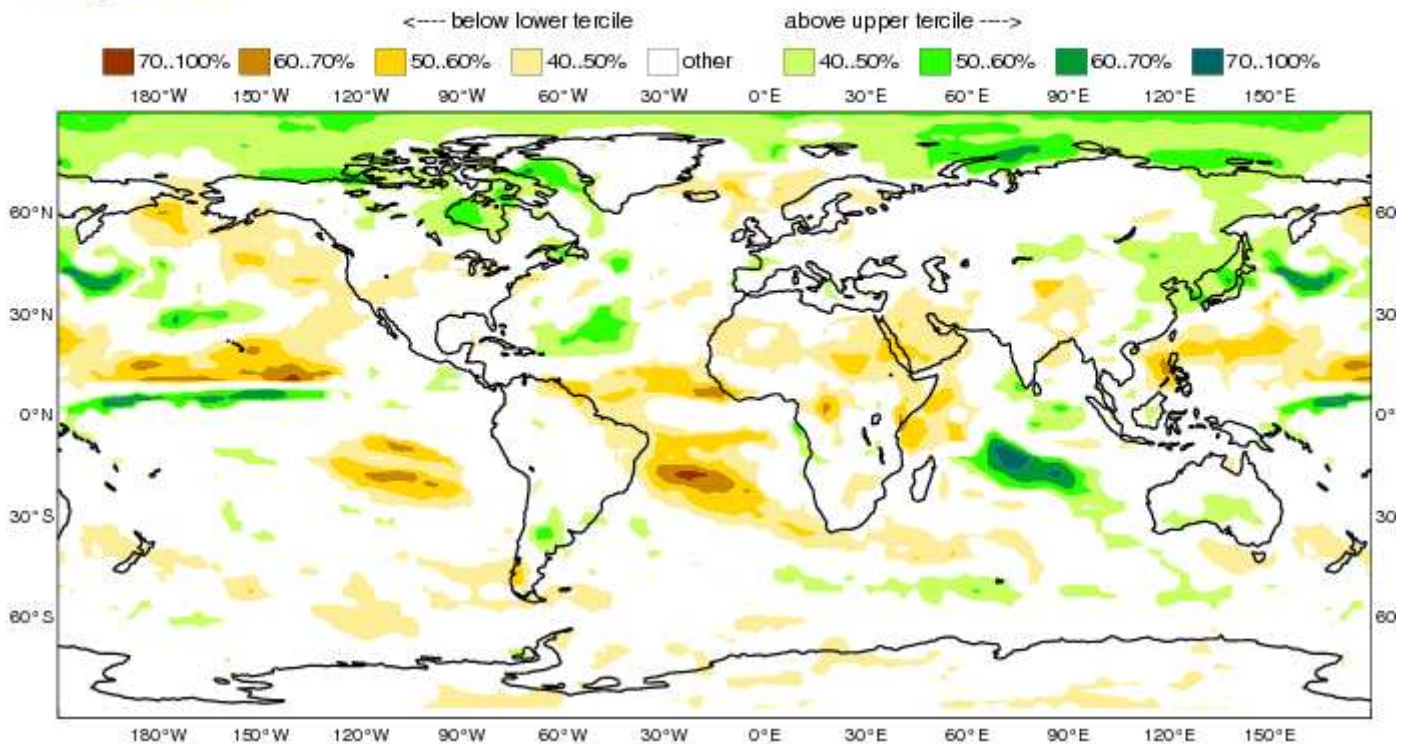 <---- below lower tercile above upper tercile ---->
70..100% 60..70% 50..60% 40..50% other 40..50% 50..60% 60..70% 70..100%
180°W 150°W 120°W 90°W 60°W 30°W 0°E 30°E 60°E 90°E 120°E 150°E
60°N 60
30°N 30
0°N 0°
30°S 30
60°S 60
180°W 150°W 120°W 90°W 60°W 30°W 0°E 30°E 60°E 90°E 120°E 150°E